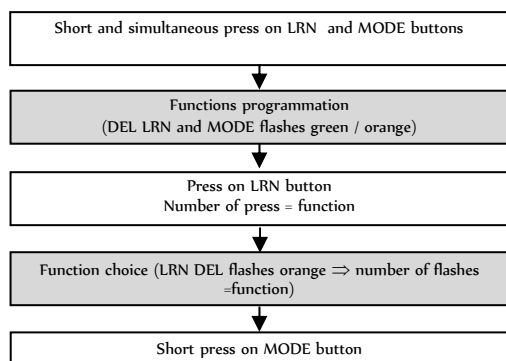 Short and simultaneous press on LRN and MODE buttons
Functions programmation
(DEL LRN and MODE flashes green / orange)
Press on LRN button
Number of press = function
Function choice (LRN DEL flashes orange ⇒ number of flashes
=function)
Short press on MODE button